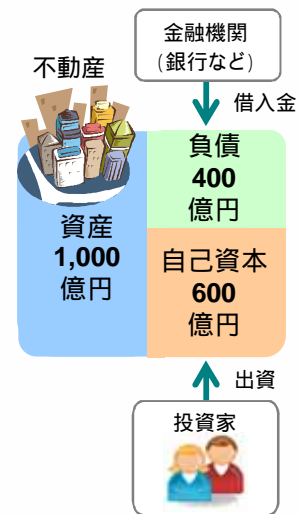 金融機関
(銀行など)
不動産
借入金
負債
400
億円
資産
1,000
億円
自己資本
600
億円
出資
投資家